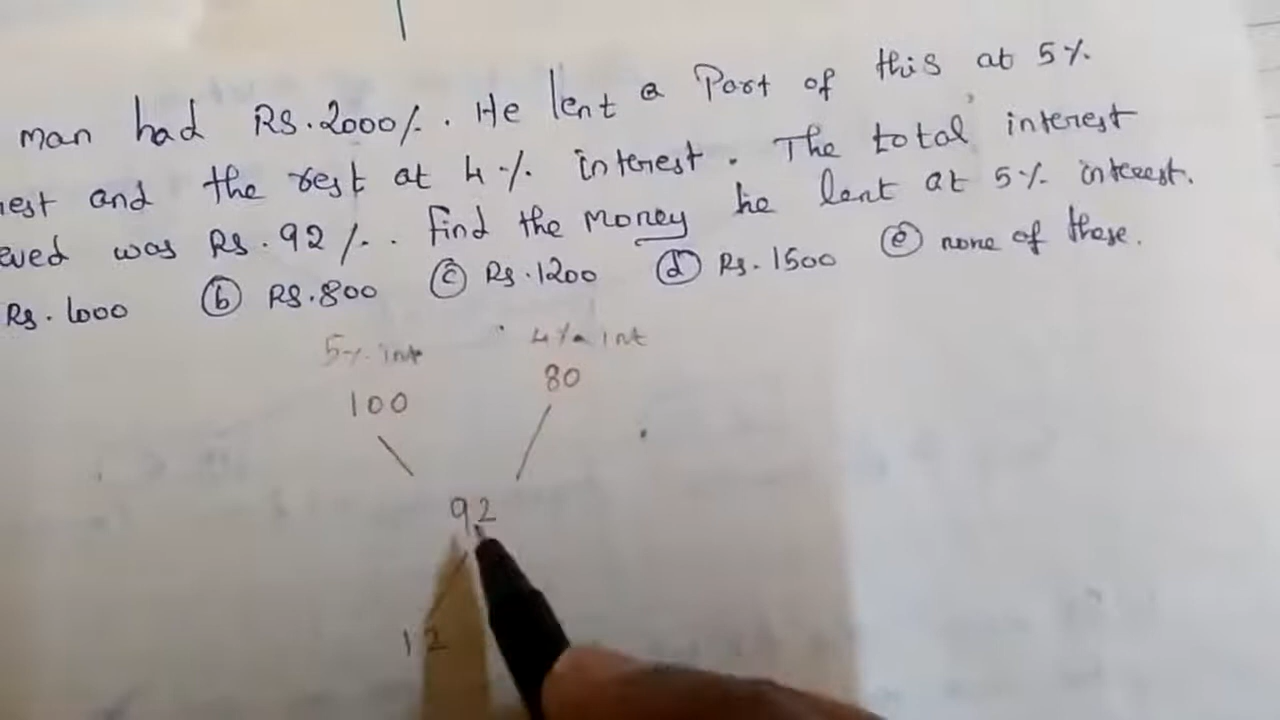 man had RS.2000/-. He lent a Part of this at 5%
rest and the rest at 4% interest. The total interest
eved was Rs.92/-. find the money he lent at 5% interest.
Rs. 1000 (b) RS.800 (c) Rs.1200 (d) Rs.1500 (e) none of these.
5% int 4% int
100 80
92
12